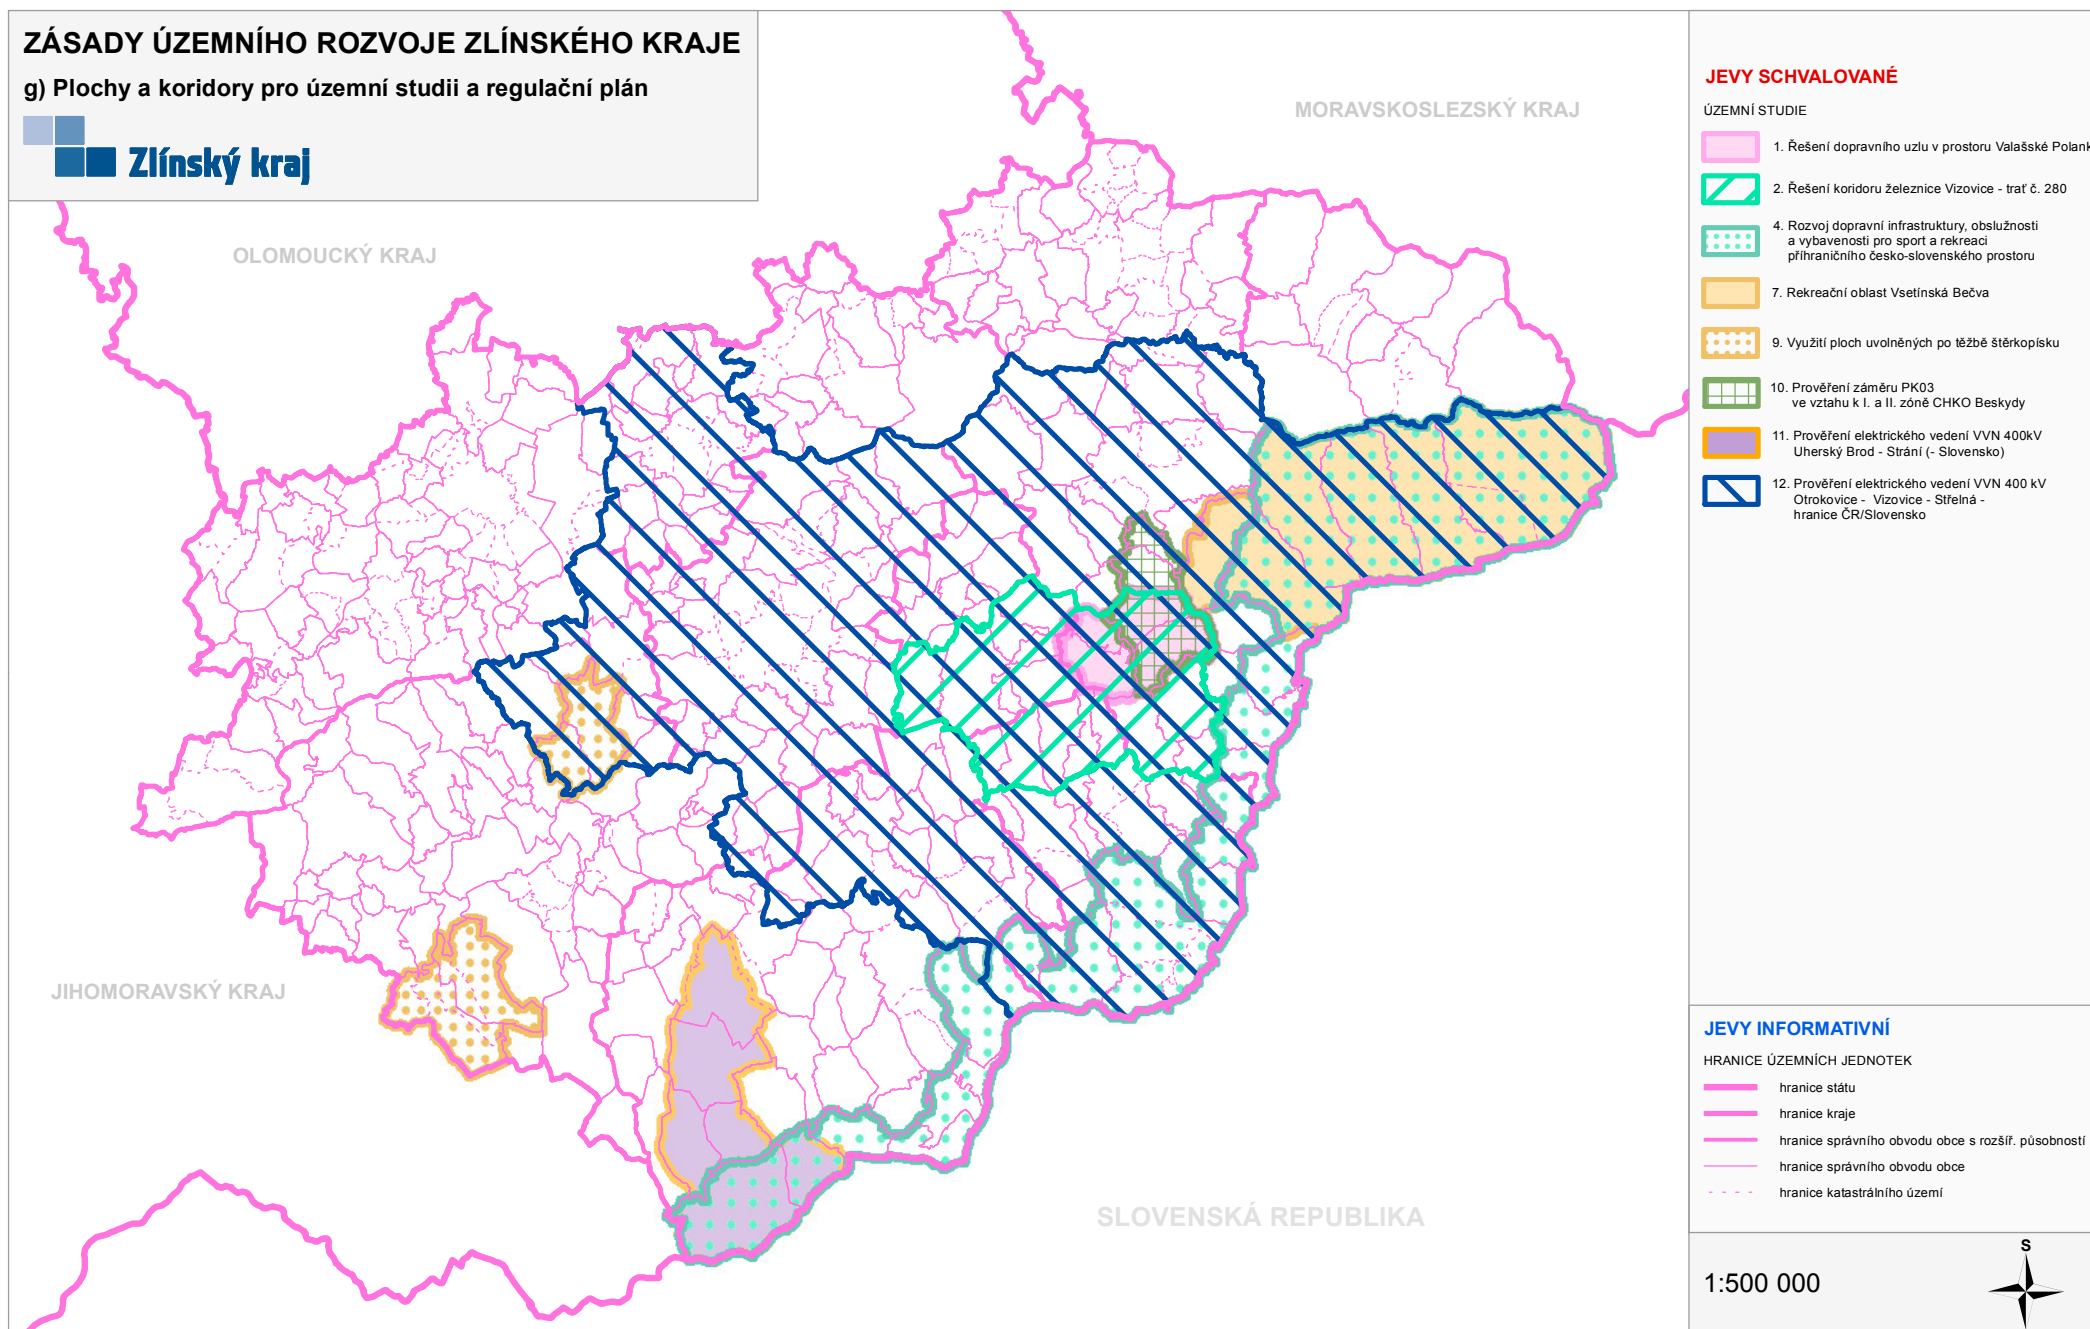 ZÁSADY ÚZEMNÍHO ROZVOJE ZLÍNSKÉHO KRAJE
g) Plochy a koridory pro územní studii a regulační plán
Zlínský kraj
MORAVSKOSLEZSKÝ KRAJ
OLOMOUCKÝ KRAJ
JIHOMORAVSKÝ KRAJ
SLOVENSKÁ REPUBLIKA
JEVY SCHVALOVANÉ
ÚZEMNÍ STUDIE
1. Řešení dopravního uzlu v prostoru Valašské Polank
2. Řešení koridoru železnice Vizovice - trať č. 280
4. Rozvoj dopravní infrastruktury, obslužnosti
a vybavenosti pro sport a rekreaci
příhraničního česko-slovenského prostoru
7. Rekreační oblast Vsetínská Bečva
9. Využití ploch uvolněných po těžbě štěrkopísku
10. Prověření záměru PK03
ve vztahu k I. a II. zóně CHKO Beskydy
11. Prověření elektrického vedení VVN 400kV
Uherský Brod - Strání (- Slovensko)
12. Prověření elektrického vedení VVN 400 kV
Otrokovice - Vizovice - Střelná -
hranice ČR/Slovensko
JEVY INFORMATIVNÍ
HRANICE ÚZEMNÍCH JEDNOTEK
hranice státu
hranice kraje
hranice správního obvodu obce s rozšíř. působností
hranice správního obvodu obce
hranice katastrálního území
1:500 000
S